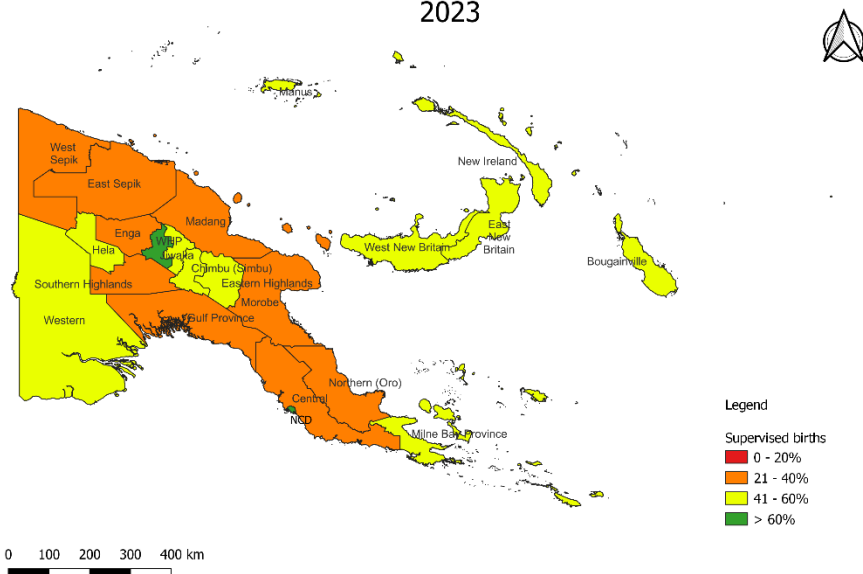 2023
Manus
West
Sepik
East Sepik
New Ireland
Madang
Enga
WHP
Hela
Jiwaka
West New Britain
East
New
Britain
Chimbu (Simbu)
Bougainville
Southern Highlands
Eastern Highlands
Morobe
Western
Gulf Province
Northern (Oro)
Central
NCD
Milne Bay Province
Legend
Supervised births
0 - 20%
21 - 40%
41 - 60%
> 60%
0 100 200 300 400 km